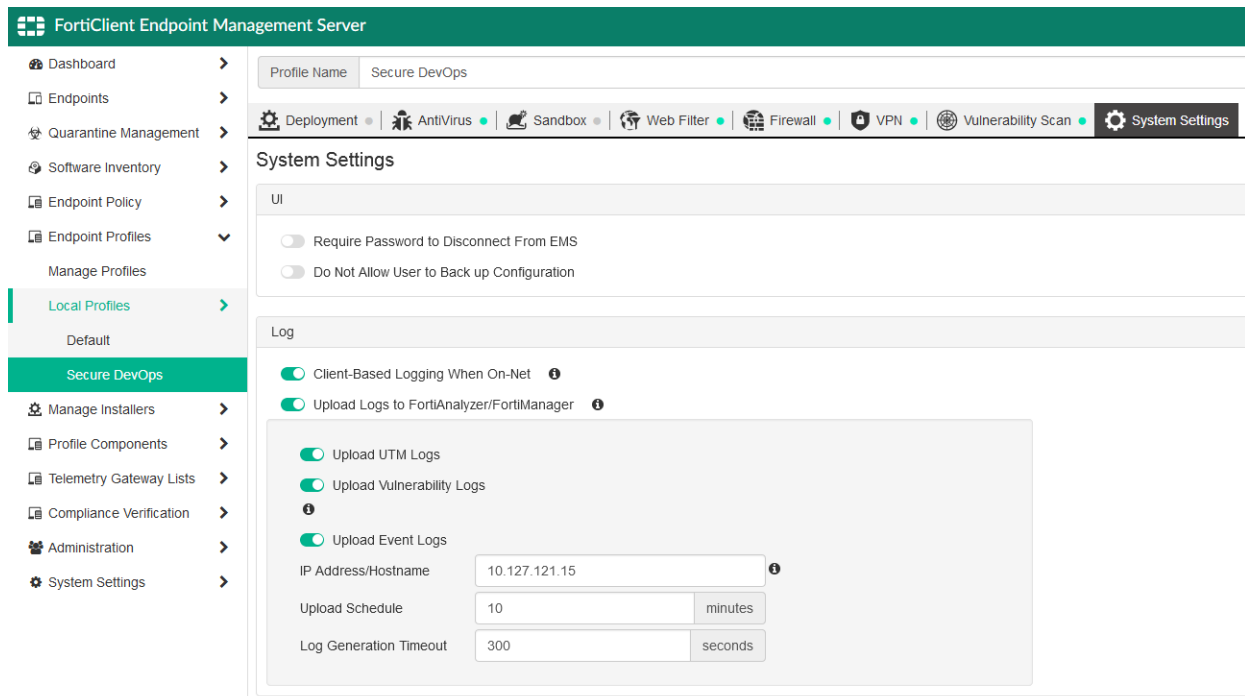 FortiClient Endpoint Management Server
Dashboard
Endpoints
Quarantine Management
Software Inventory
Endpoint Policy
Endpoint Profiles
Manage Profiles
Local Profiles
Default
Secure DevOps
Manage Installers
Profile Components
Telemetry Gateway Lists
Compliance Verification
Administration
System Settings
Profile Name Secure DevOps
Deployment AntiVirus Sandbox Web Filter Firewall VPN Vulnerability Scan System Settings
System Settings
UI
Require Password to Disconnect From EMS
Do Not Allow User to Back up Configuration
Log
Client-Based Logging When On-Net
Upload Logs to FortiAnalyzer/FortiManager
Upload UTM Logs
Upload Vulnerability Logs
Upload Event Logs
IP Address/Hostname 10.127.121.15
Upload Schedule 10 minutes
Log Generation Timeout 300 seconds